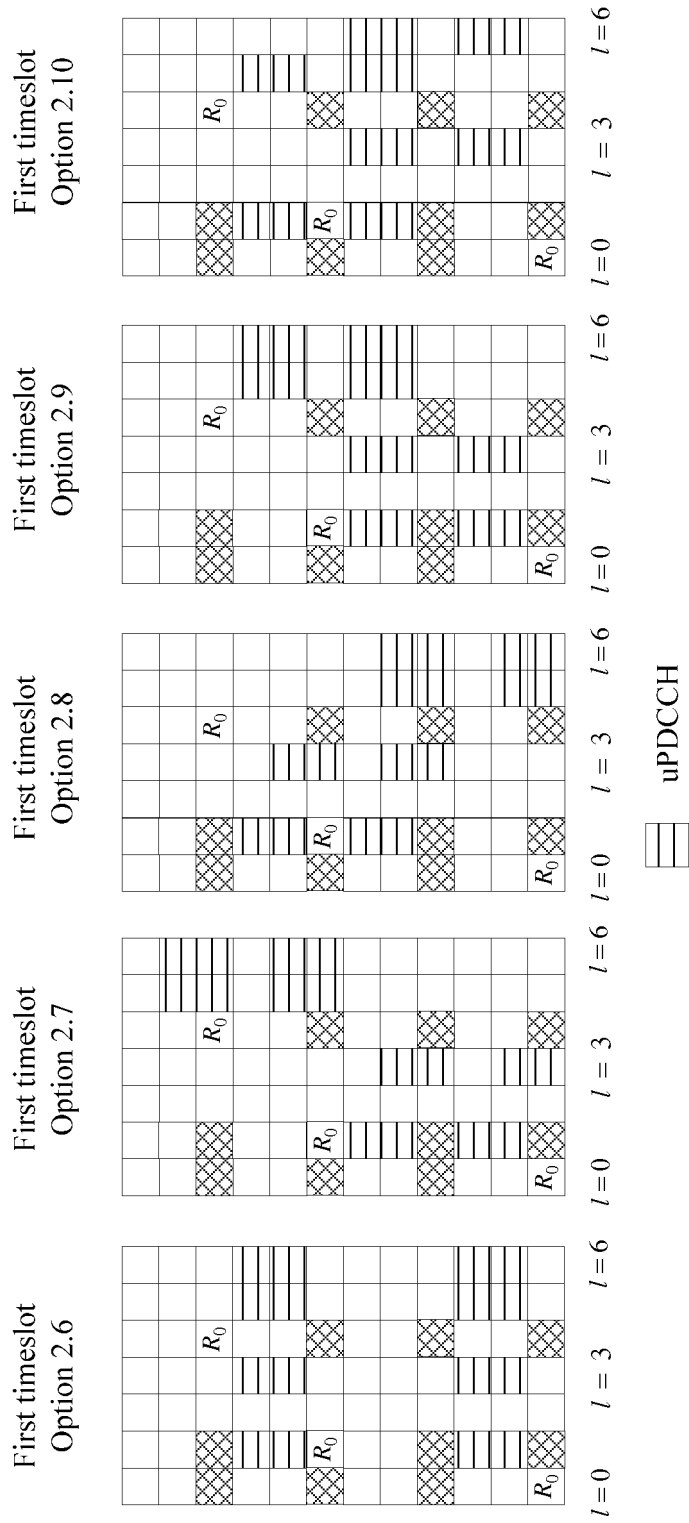 First timeslot
Option 2.6
R₀
R₀
R₀
l=0 l = 3 l=6
First timeslot
Option 2.7
R₀
R₀
R₀
l=0 l = 3 l=6
First timeslot
Option 2.8
R₀
R₀
R₀
l=0 l = 3 l=6
First timeslot
Option 2.9
R₀
R₀
R₀
l=0 l = 3 l=6
First timeslot
Option 2.10
R₀
R₀
R₀
l=0 l = 3 l=6
uPDCCH